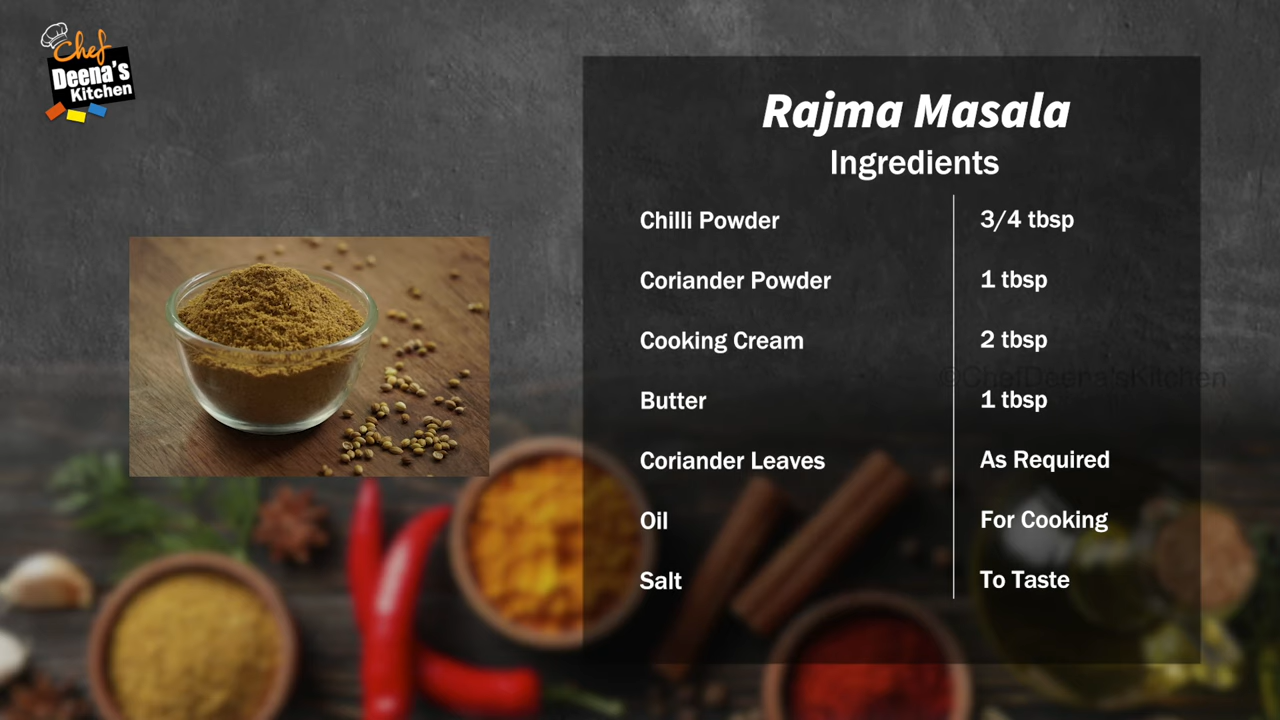 Chef
Deena's
Kitchen
Rajma Masala
Ingredients
Chilli Powder 3/4 tbsp
Coriander Powder 1 tbsp
Cooking Cream 2 tbsp
©ChefDeena'sKitchen
Butter 1 tbsp
Coriander Leaves As Required
Oil For Cooking
Salt To Taste